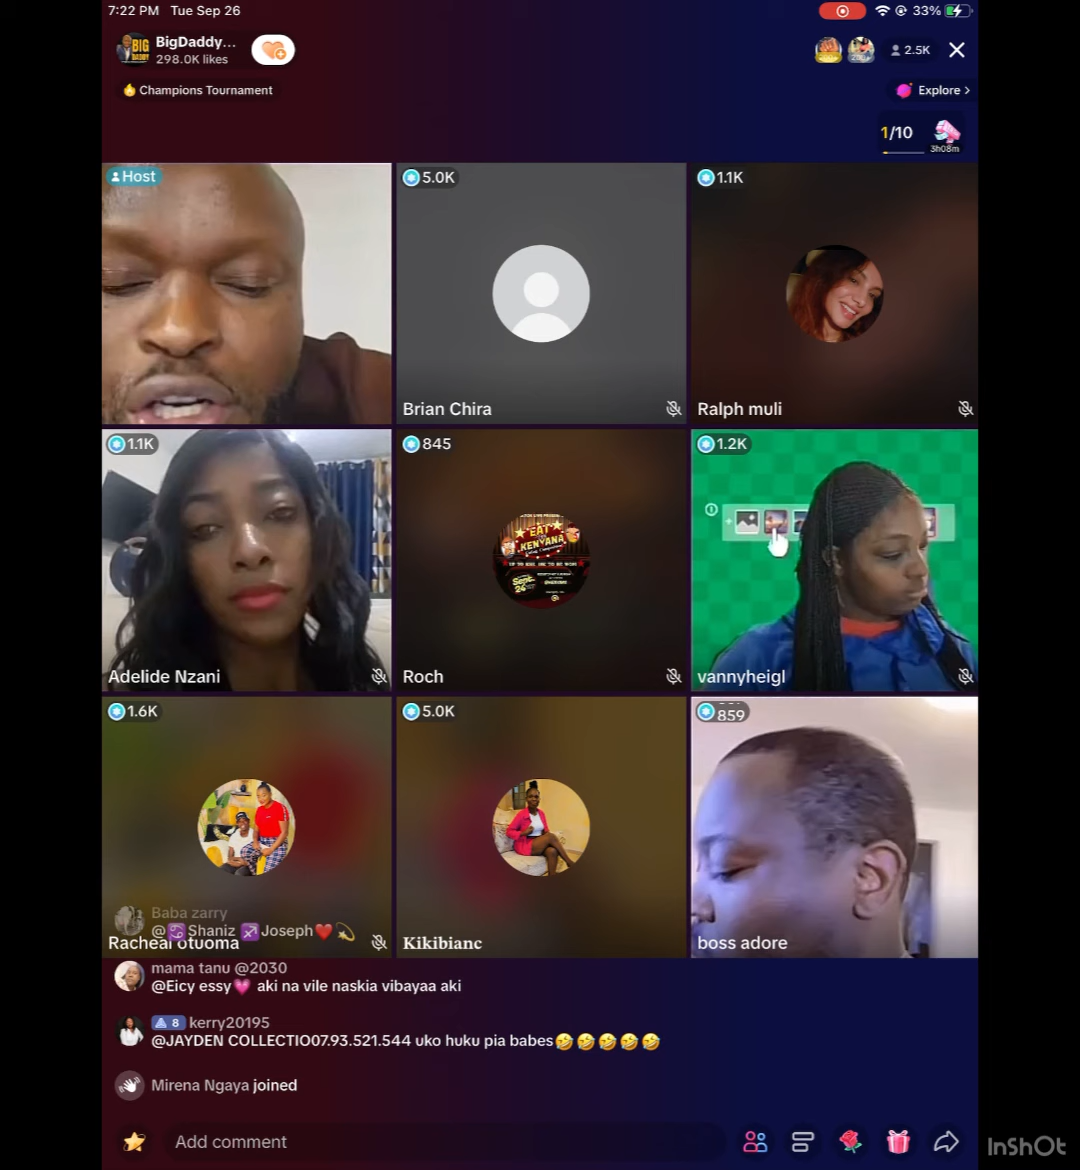 7:22 PM Tue Sep 26
33%
BigDaddy...
298.0K likes
2.5K
Champions Tournament
Explore >
1/10
3h08m
Host
5.0K
1.1K
Brian Chira
Ralph muli
1.1K
845
1.2K
EAT
KENYANA
Sept.
24
Adelide Nzani
Roch
vannyheigl
1.6K
5.0K
859
Baba zarry
@♋Shaniz ♐Joseph❤️💫
Racheal otuoma
Kikibianc
boss adore
mama tanu @2030
@Eicy essy💗 aki na vile naskia vibayaa aki
8 kerry20195
@JAYDEN COLLECTIO07.93.521.544 uko huku pia babes🤣🤣🤣🤣🤣
Mirena Ngaya joined
Add comment
InShOt